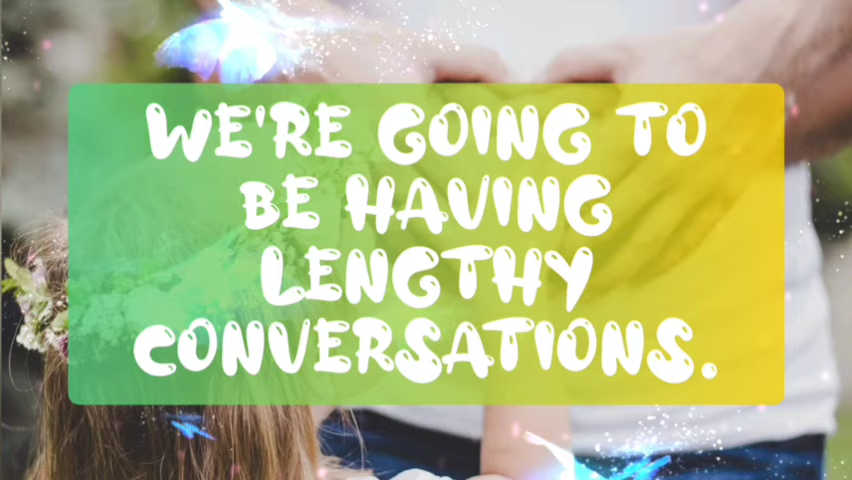 WE'RE GOING TO
BE HAVING
LENGTHY
CONVERSATIONS.